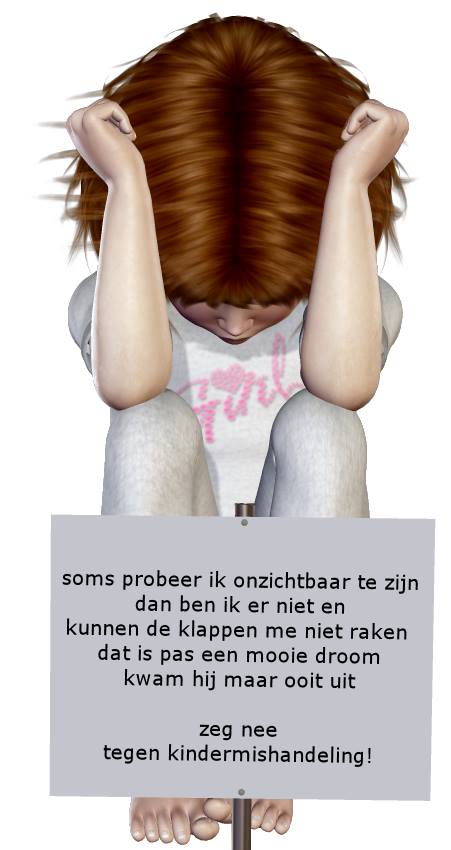 soms probeer ik onzichtbaar te zijn
dan ben ik er niet en
kunnen de klappen me niet raken
dat is pas een mooie droom
kwam hij maar ooit uit
zeg nee
tegen kindermishandeling!